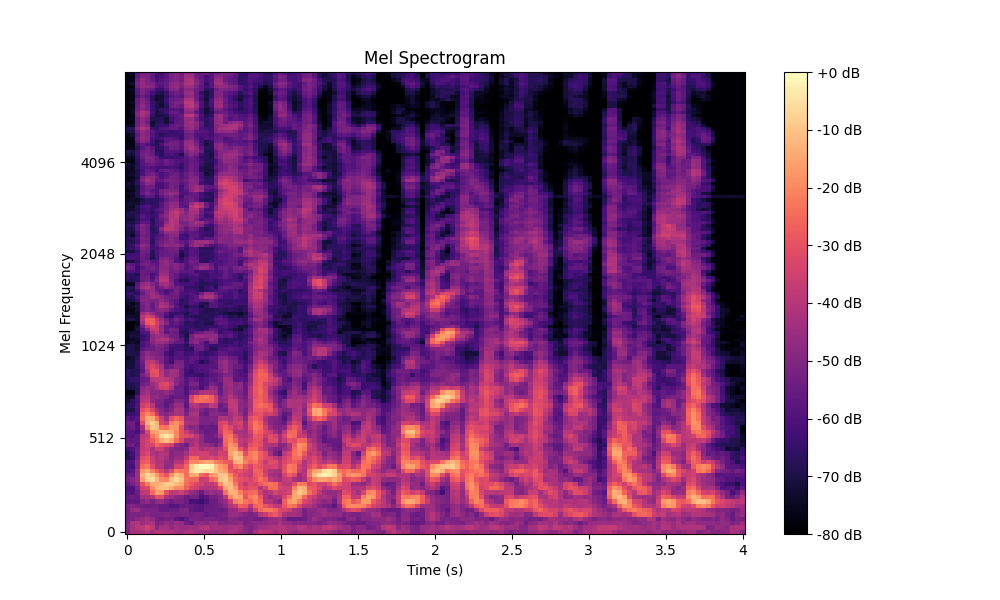 Mel Spectrogram
+0 dB
-10 dB
-20 dB
-30 dB
-40 dB
-50 dB
-60 dB
-70 dB
-80 dB
4096
2048
1024
512
0
Mel Frequency
0 0.5 1 1.5 2 2.5 3 3.5 4
Time (s)